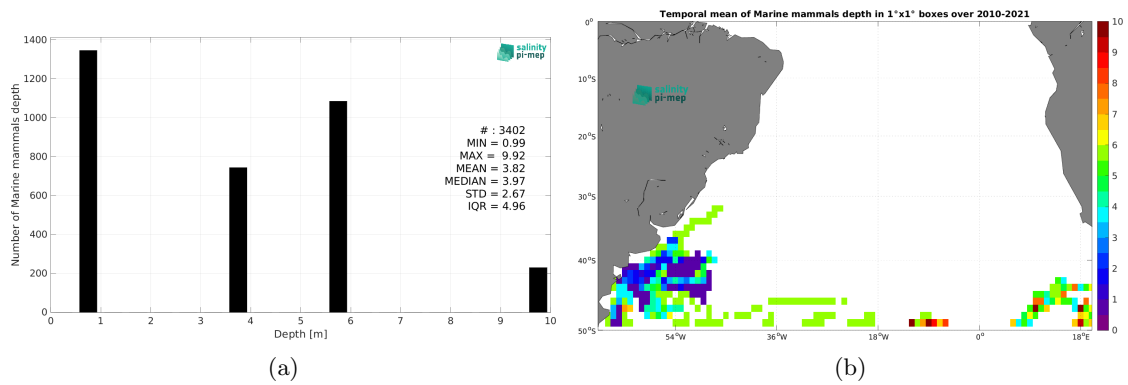 1400
1200
1000
800
600
400
200
0
Number of Marine mammals depth
salinity
pi-mep
# : 3402
MIN = 0.99
MAX = 9.92
MEAN = 3.82
MEDIAN = 3.97
STD = 2.67
IQR = 4.96
0 1 2 3 4 5 6 7 8 9 10
Depth [m]
(a)
Temporal mean of Marine mammals depth in 1°x1° boxes over 2010-2021
0°
10°S
20°S
30°S
40°S
50°S
salinity
pi-mep
54°W 36°W 18°W 0° 18°E
10
9
8
7
6
5
4
3
2
1
0
(b)